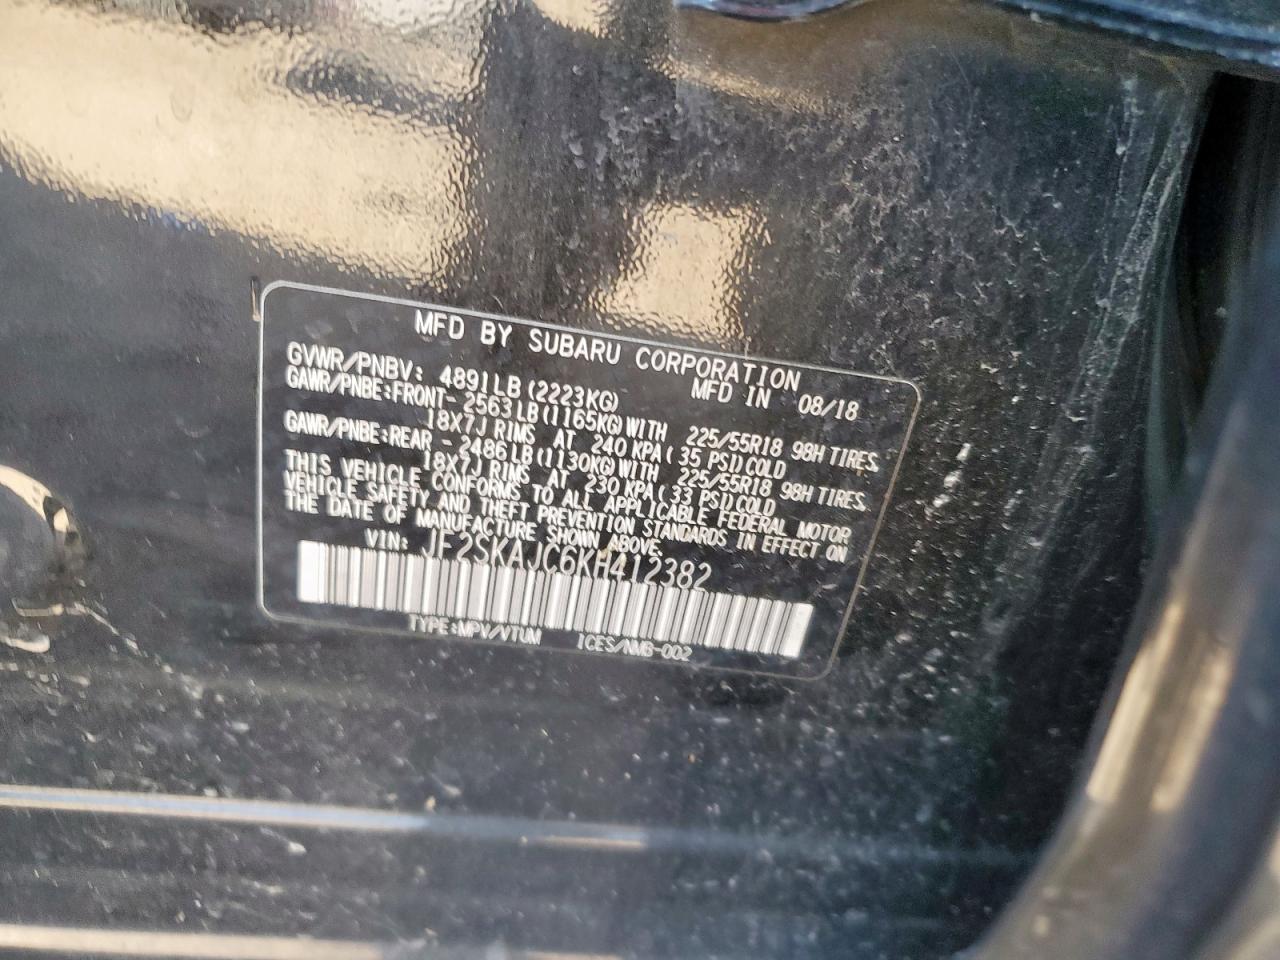 MFD BY SUBARU CORPORATION
GVWR/PNBV: 4891LB(2223KG) MFD IN 08/18
GAWR/PNBE:FRONT- 2563LB(1165KG)WITH 225/55R18 98H TIRES,
18X7J RIMS AT 240 KPA(35 PSI)COLD
GAWR/PNBE:REAR - 2486LB(1130KG)WITH 225/55R18 98H TIRES,
18X7J RIMS AT 230 KPA(33 PSI)COLD
THIS VEHICLE CONFORMS TO ALL APPLICABLE FEDERAL MOTOR
VEHICLE SAFETY AND THEFT PREVENTION STANDARDS IN EFFECT ON
THE DATE OF MANUFACTURE SHOWN ABOVE.
VIN: JF2SKAJC6KH412382
TYPE:MPV/VTUM ICES/NMB-002